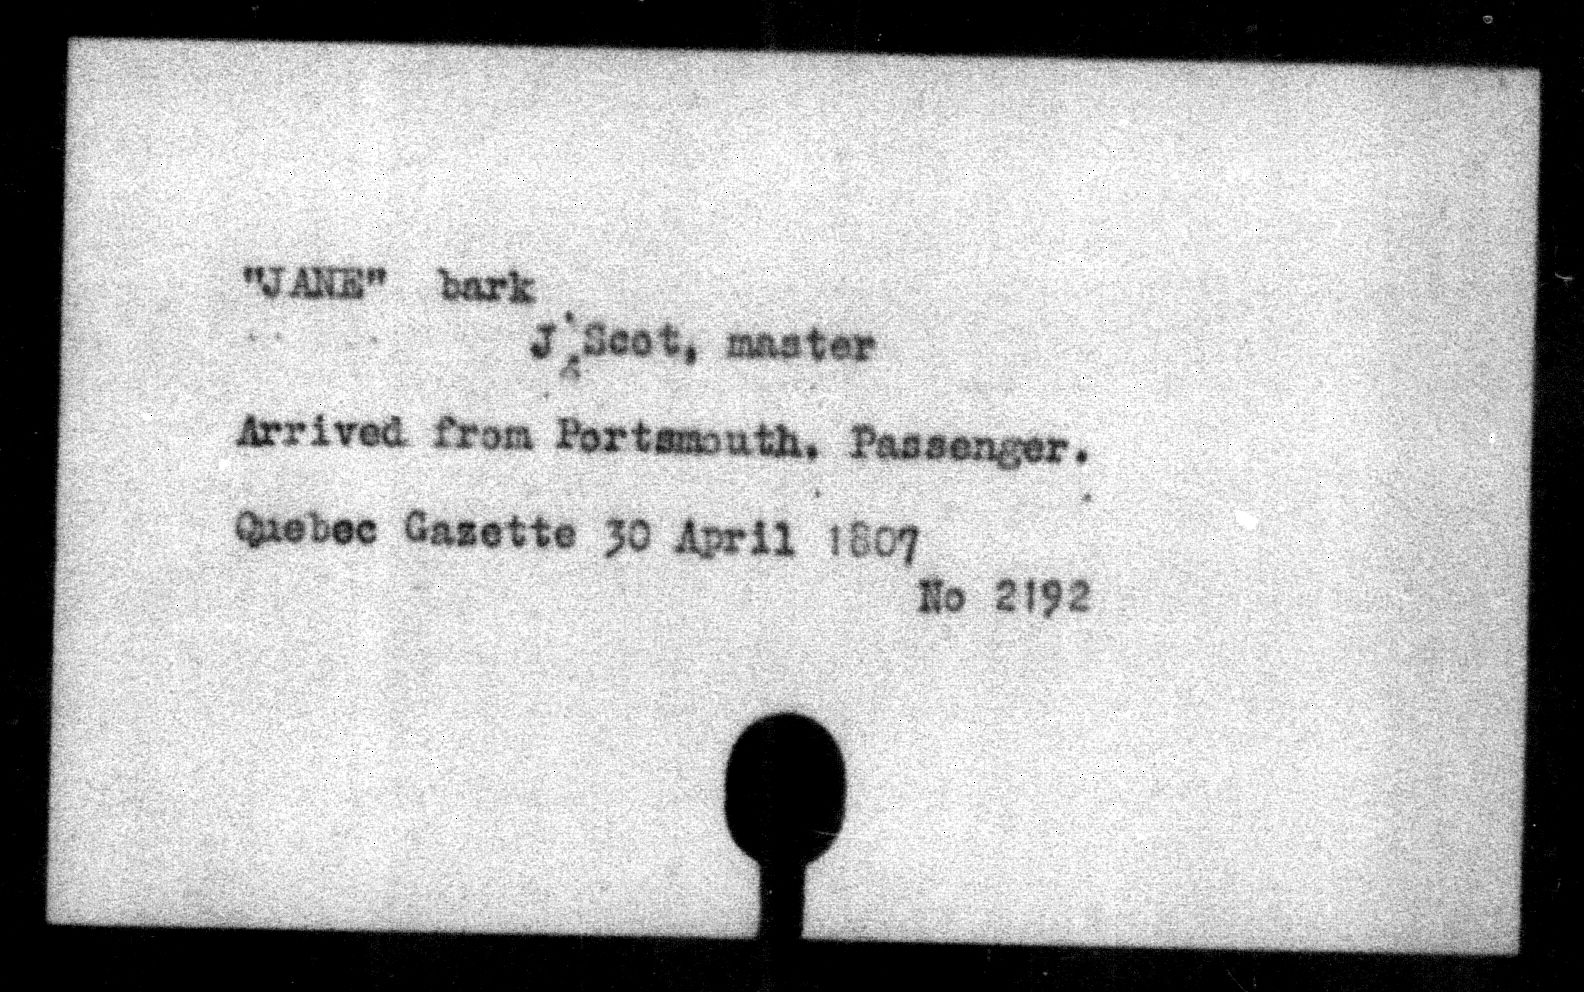 "JANE" bark
J. Scot, master
Arrived from Portsmouth. Passenger.
Quebec Gazette 30 April 1807
No 2192